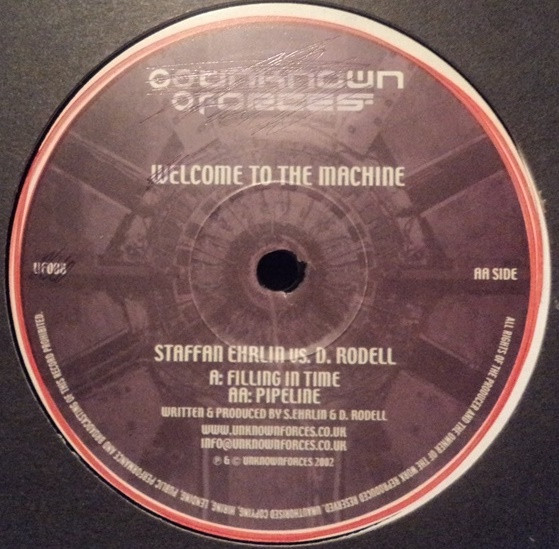 UNKNOWN
FORCES
WELCOME TO THE MACHINE
AA SIDE
STAFFAN EHRLIN VS. D. RODELL
A: FILLING IN TIME
AA: PIPELINE
WRITTEN & PRODUCED BY S.EHRLIN & D. RODELL
WWW.UNKNOWNFORCES.CO.UK
INFO@UNKNOWNFORCES.CO.UK
℗ & © UNKNOWNFORCES 2002
ALL RIGHTS OF THE PRODUCER AND THE OWNER OF THE WORK REPRODUCED RESERVED. UNAUTHORISED COPYING, HIRING, LENDING, PUBLIC PERFORMANCE AND BROADCASTING OF THIS RECORD PROHIBITED.